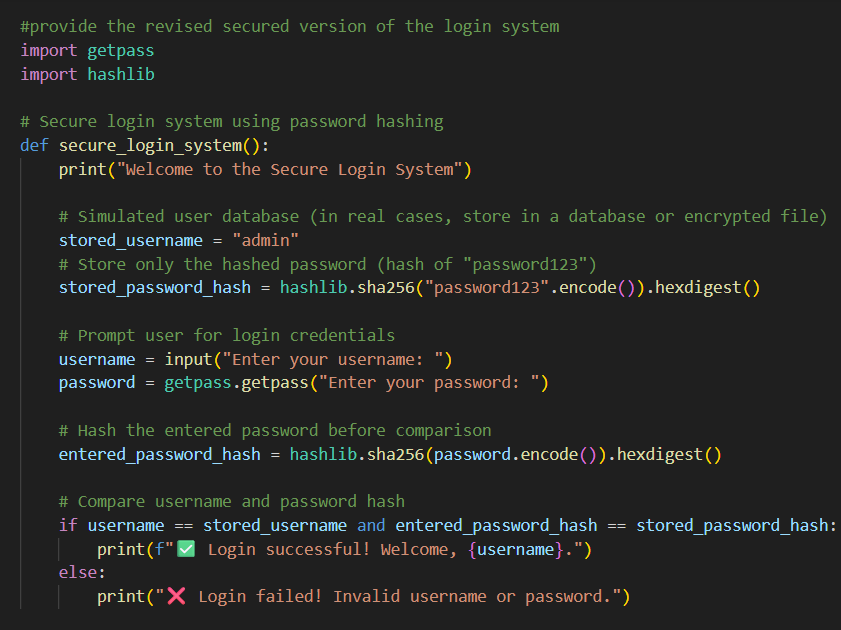 #provide the revised secured version of the login system
import getpass
import hashlib

# Secure login system using password hashing
def secure_login_system():
    print("Welcome to the Secure Login System")

    # Simulated user database (in real cases, store in a database or encrypted file)
    stored_username = "admin"
    # Store only the hashed password (hash of "password123")
    stored_password_hash = hashlib.sha256("password123".encode()).hexdigest()

    # Prompt user for login credentials
    username = input("Enter your username: ")
    password = getpass.getpass("Enter your password: ")

    # Hash the entered password before comparison
    entered_password_hash = hashlib.sha256(password.encode()).hexdigest()

    # Compare username and password hash
    if username == stored_username and entered_password_hash == stored_password_hash:
        print(f"✅ Login successful! Welcome, {username}.")
    else:
        print("❌ Login failed! Invalid username or password.")